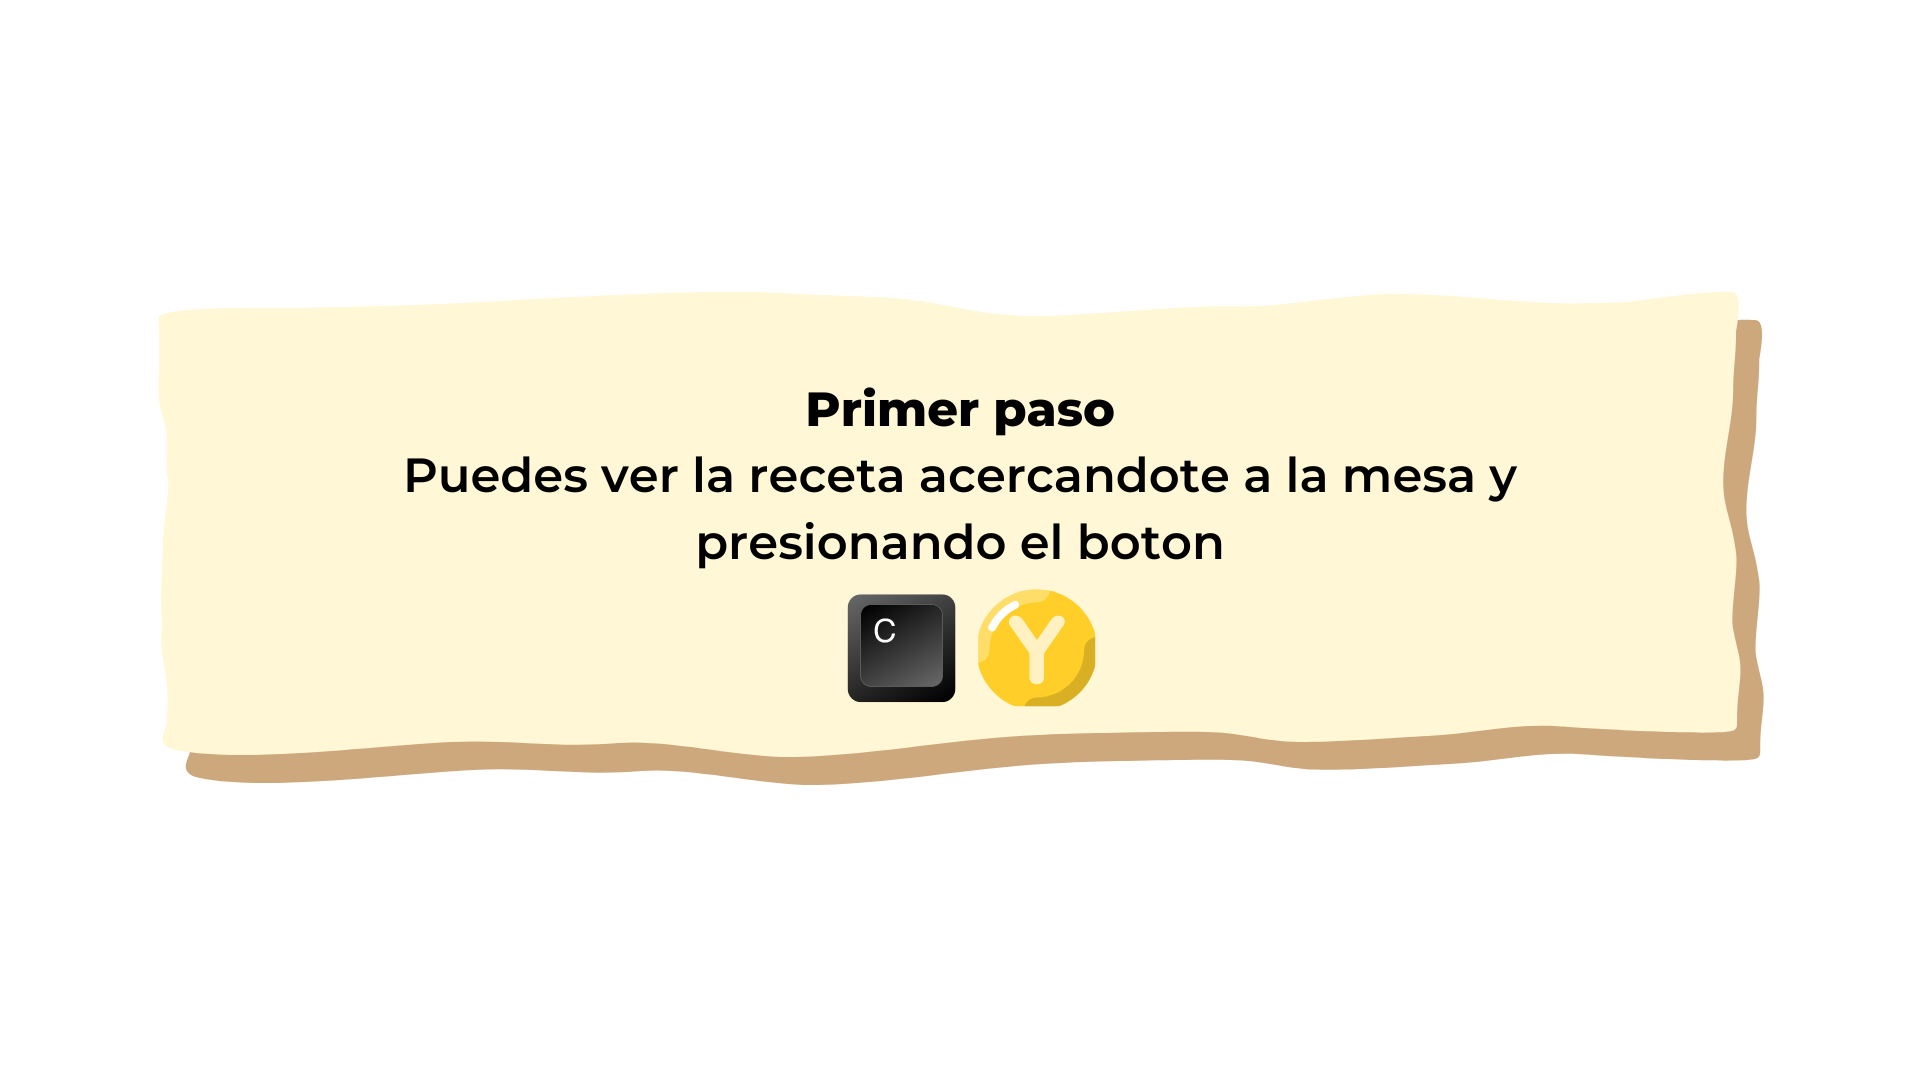 Primer paso
Puedes ver la receta acercandote a la mesa y
presionando el boton
C Y